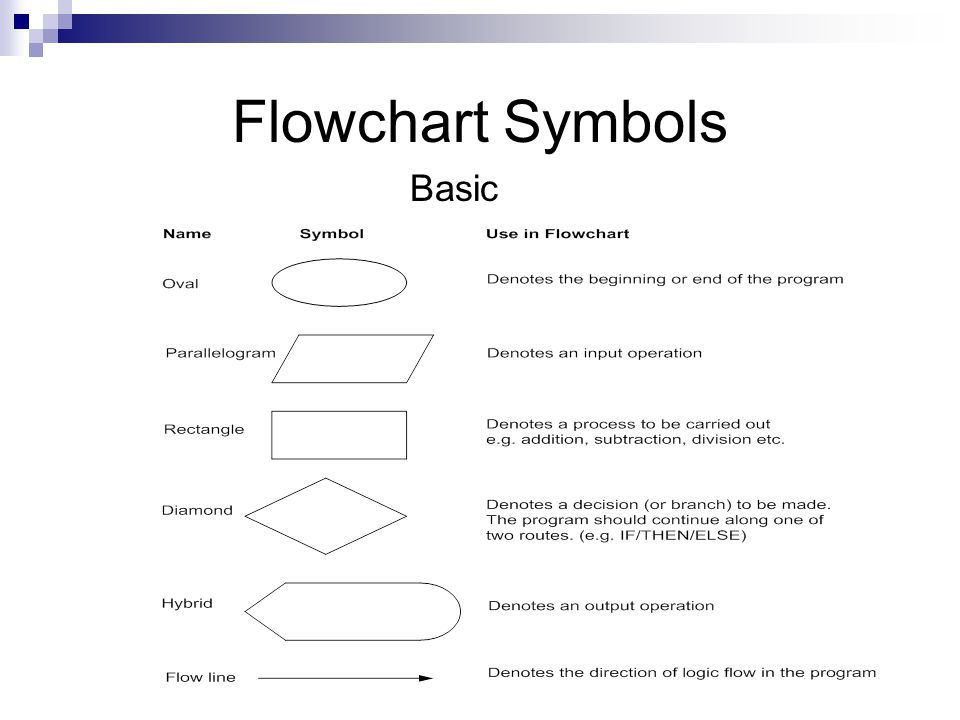 Flowchart Symbols
Basic
Name Symbol Use in Flowchart
Oval Denotes the beginning or end of the program
Parallelogram Denotes an input operation
Rectangle Denotes a process to be carried out
e.g. addition, subtraction, division etc.
Diamond Denotes a decision (or branch) to be made.
The program should continue along one of
two routes. (e.g. IF/THEN/ELSE)
Hybrid Denotes an output operation
Flow line Denotes the direction of logic flow in the program